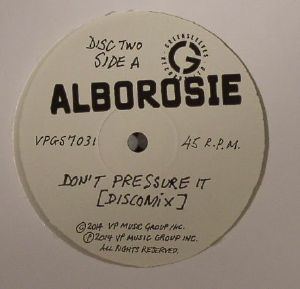 DISC TWO
SIDE A
GREENSLEEVES
G
ALBOROSIE
VPGS7031
45 R.P.M.
DON'T PRESSURE IT
[DISCOMIX]
©2014 VP MUSIC GROUP INC.
℗2014 VP MUSIC GROUP INC.
ALL RIGHTS RESERVED.